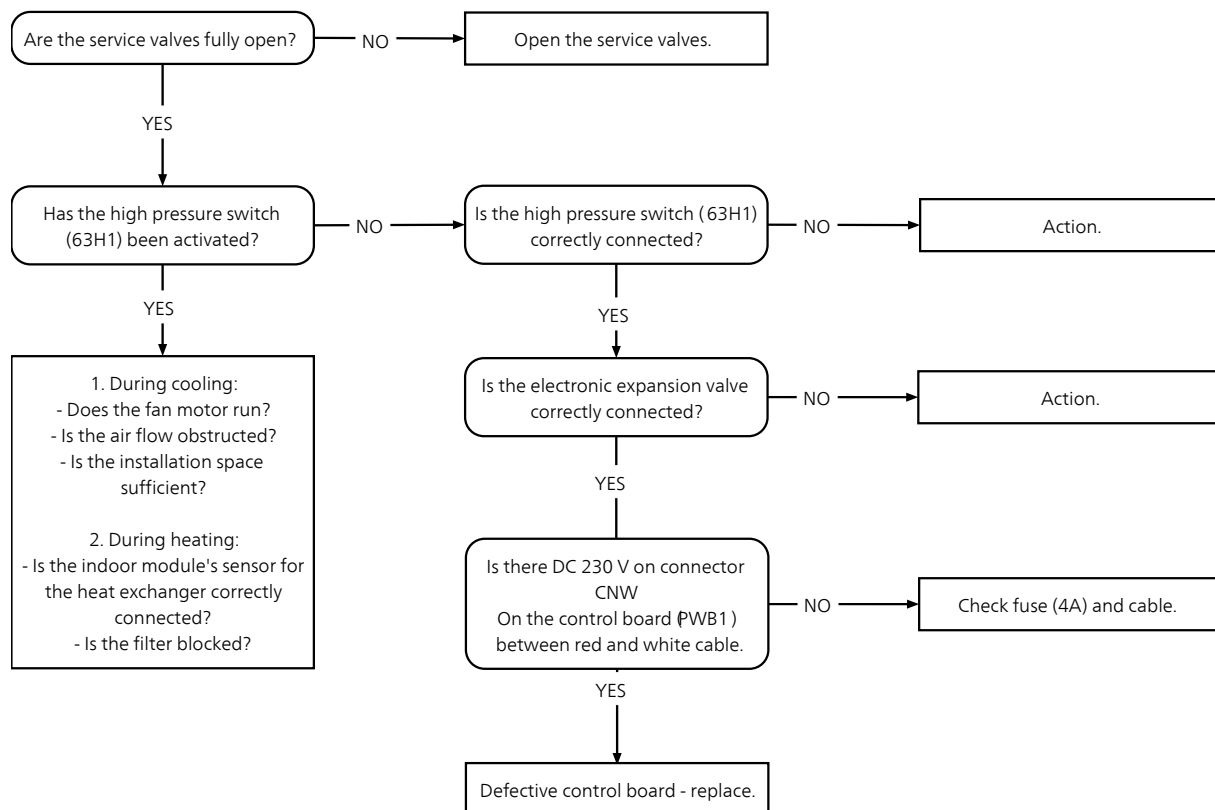 Are the service valves fully open?
NO
Open the service valves.
YES
Has the high pressure switch
(63H1) been activated?
NO
Is the high pressure switch (63H1)
correctly connected?
NO
Action.
YES
YES
1. During cooling:
- Does the fan motor run?
- Is the air flow obstructed?
- Is the installation space
sufficient?
2. During heating:
- Is the indoor module's sensor for
the heat exchanger correctly
connected?
- Is the filter blocked?
Is the electronic expansion valve
correctly connected?
NO
Action.
YES
Is there DC 230 V on connector
CNW
On the control board (PWB1)
between red and white cable.
NO
Check fuse (4A) and cable.
YES
Defective control board - replace.